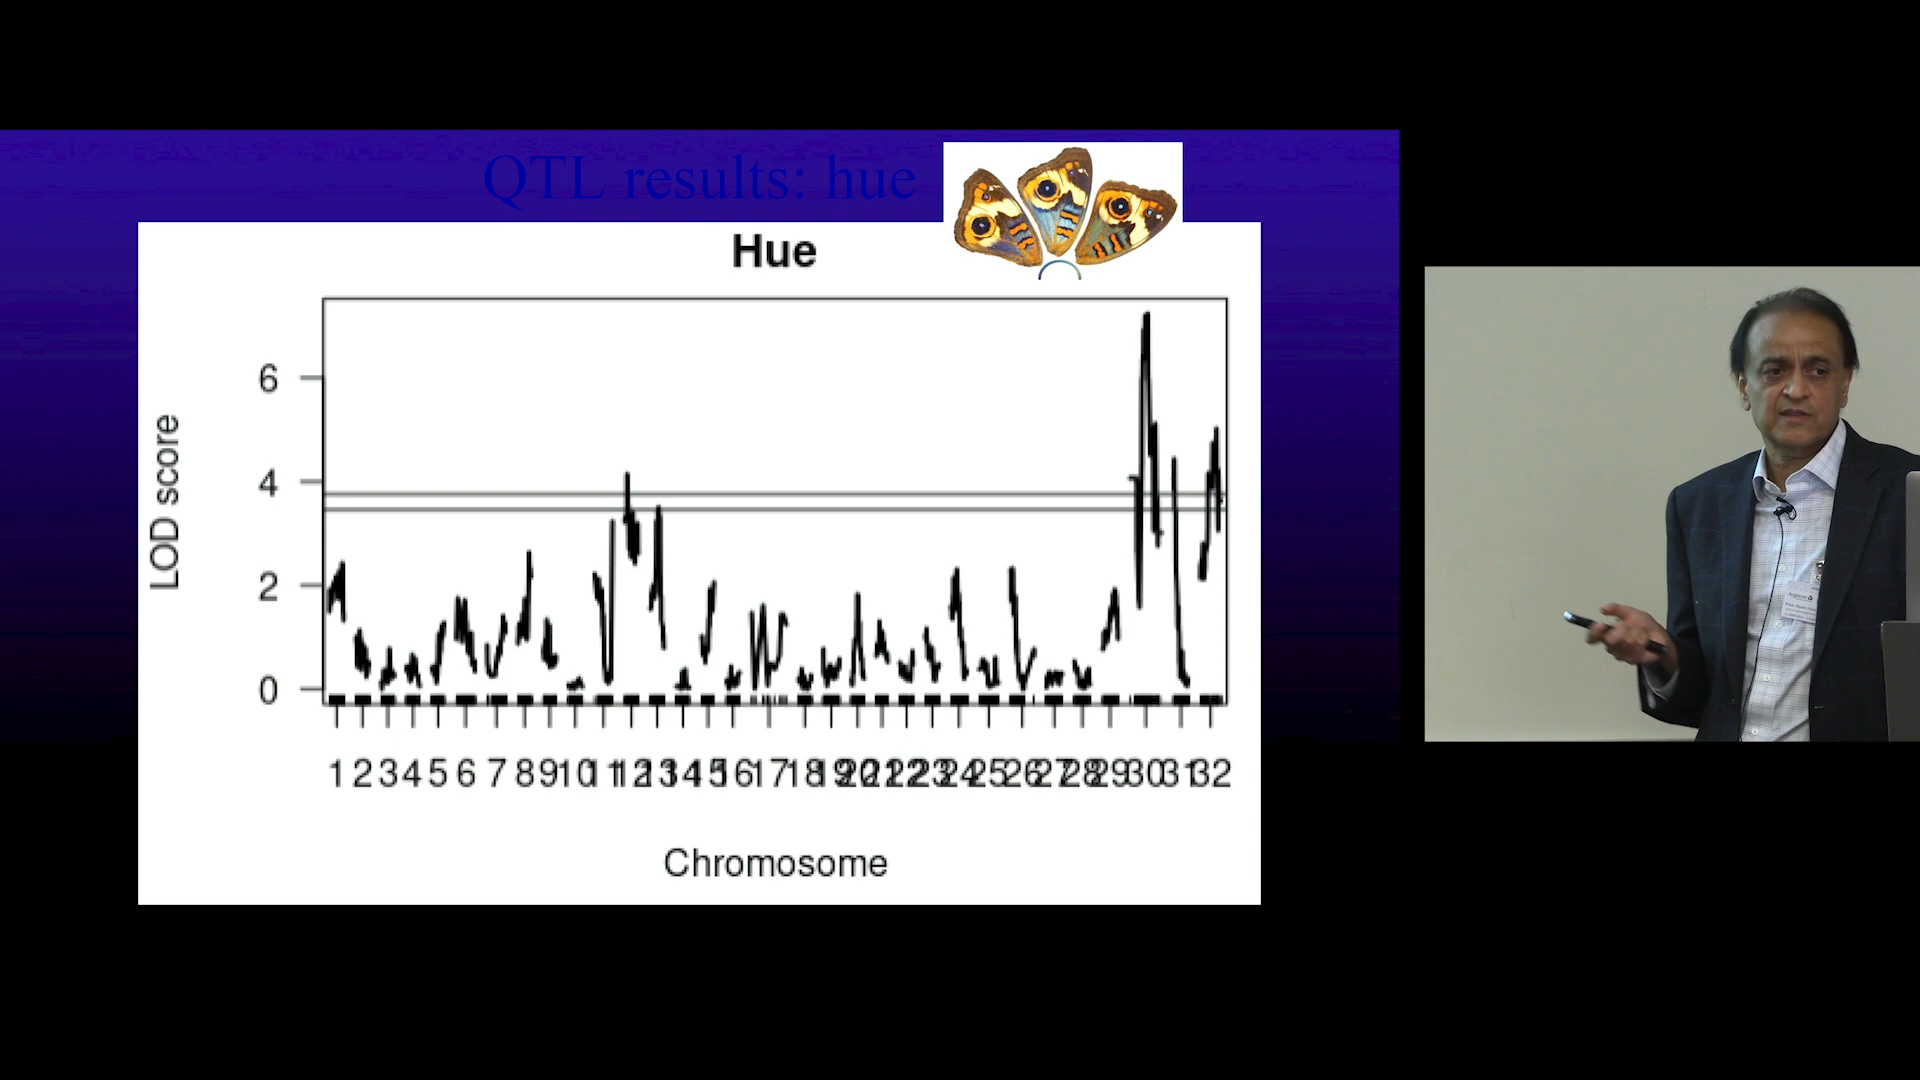 QTL results: hue
Hue
LOD score
6
4
2
0
1 2 3 4 5 6 7 8 9 10 11 12 13 14 15 16 17 18 19 20 21 22 23 24 25 26 27 28 29 30 31 32
Chromosome